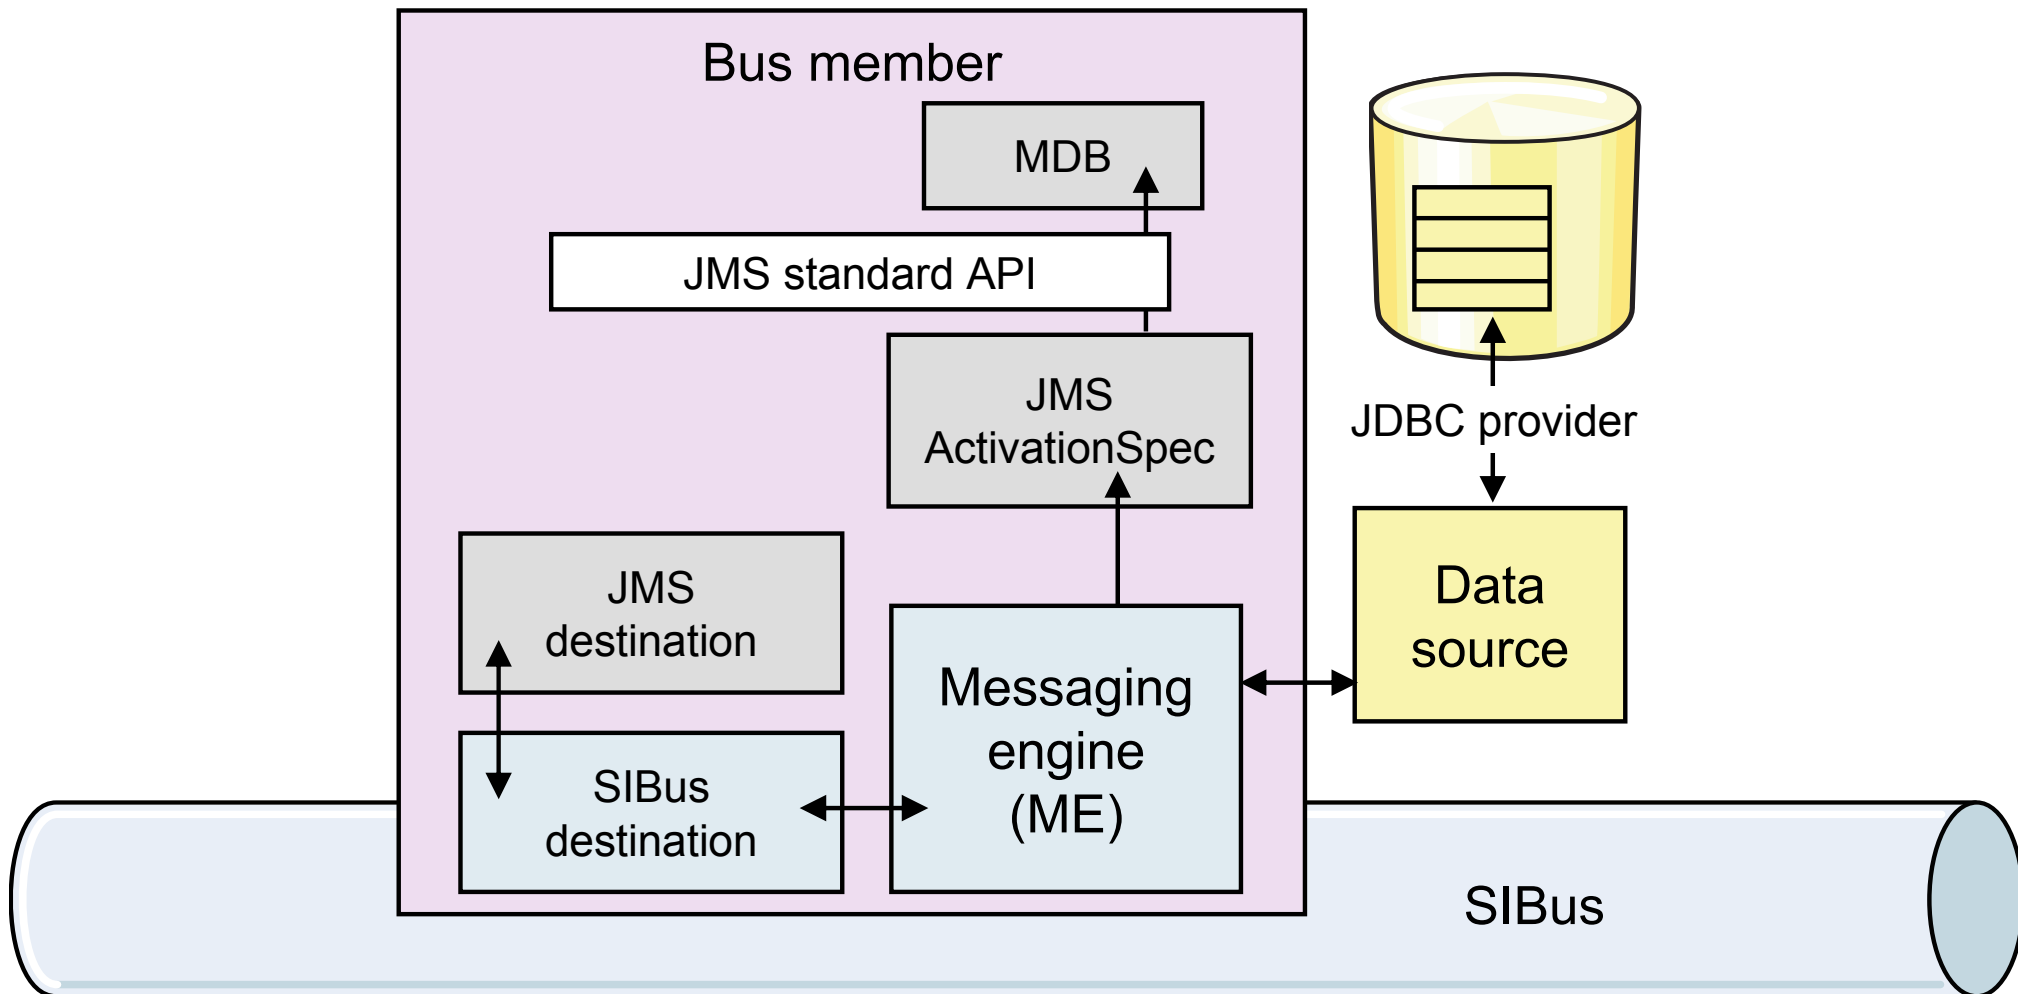 Bus member
MDB
JMS standard API
JMS
ActivationSpec
JDBC provider
JMS
destination
Data
source
Messaging
engine
(ME)
SIBus
destination
SIBus